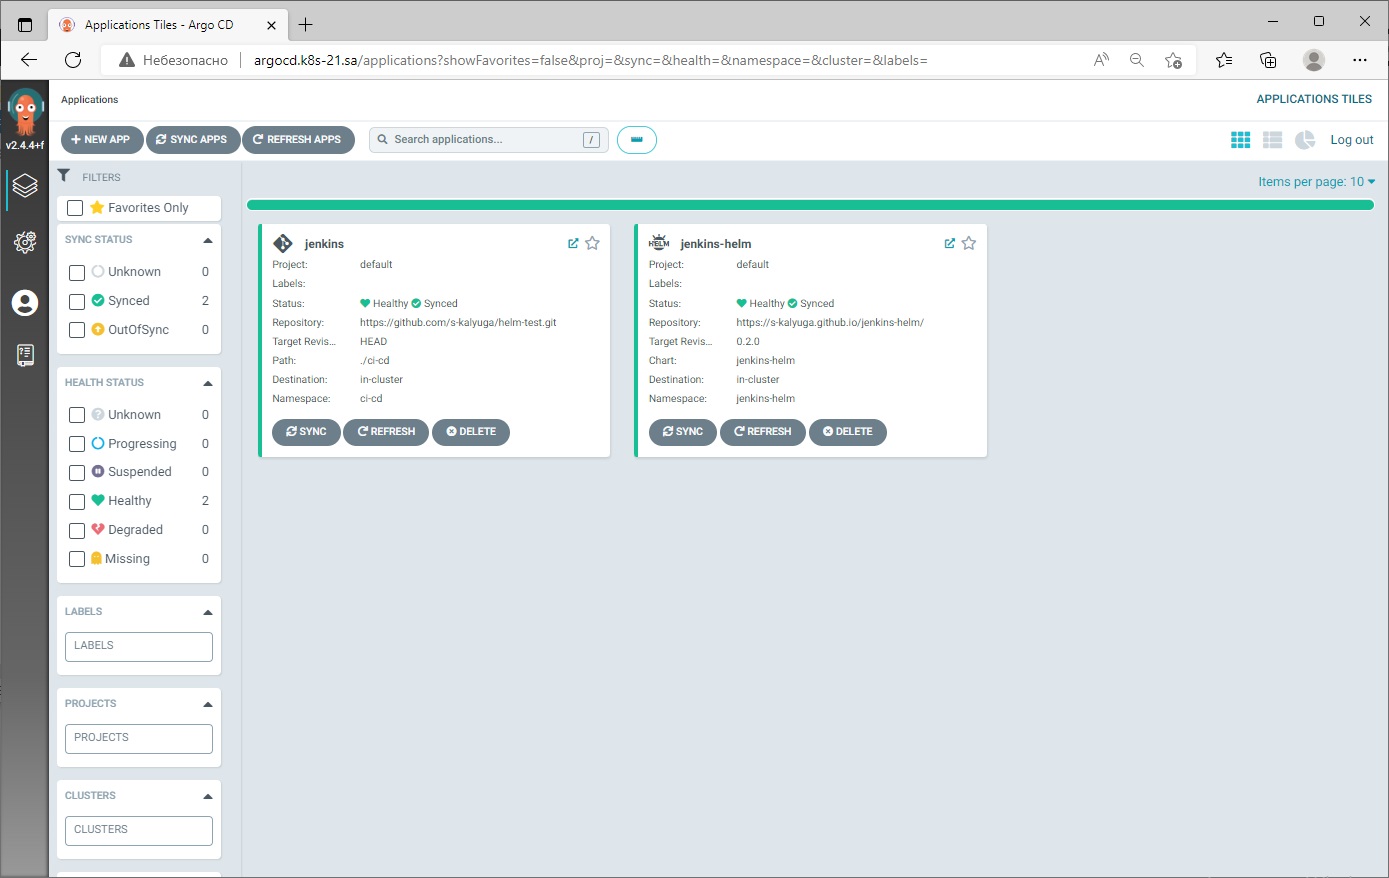 Applications Tiles - Argo CD
Небезопасно
argocd.k8s-21.sa/applications?showFavorites=false&proj=&sync=&health=&namespace=&cluster=&labels=
v2.4.4+f
Applications
APPLICATIONS TILES
NEW APP
SYNC APPS
REFRESH APPS
Search applications...
/
Log out
FILTERS
Favorites Only
SYNC STATUS
Unknown 0
Synced 2
OutOfSync 0
HEALTH STATUS
Unknown 0
Progressing 0
Suspended 0
Healthy 2
Degraded 0
Missing 0
LABELS
LABELS
PROJECTS
PROJECTS
CLUSTERS
CLUSTERS
Items per page: 10
jenkins
Project: default
Labels:
Status: Healthy Synced
Repository: https://github.com/s-kalyuga/helm-test.git
Target Revis... HEAD
Path: ./ci-cd
Destination: in-cluster
Namespace: ci-cd
SYNC REFRESH DELETE
HELM
jenkins-helm
Project: default
Labels:
Status: Healthy Synced
Repository: https://s-kalyuga.github.io/jenkins-helm/
Target Revis... 0.2.0
Chart: jenkins-helm
Destination: in-cluster
Namespace: jenkins-helm
SYNC REFRESH DELETE